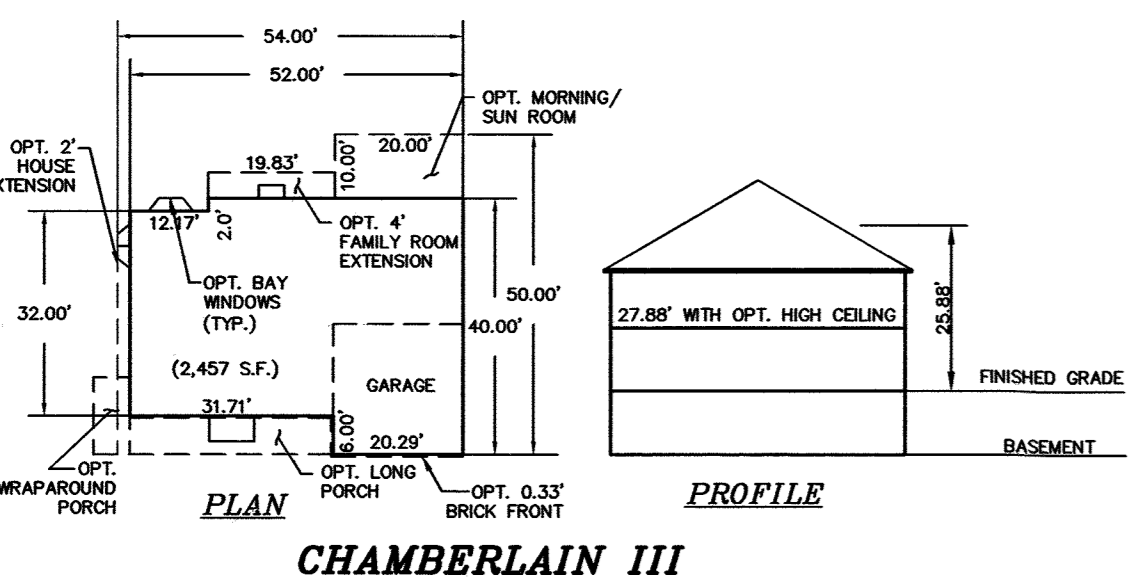 54.00'
52.00'
OPT. MORNING/
SUN ROOM
OPT. 2'
HOUSE
XTENSION
19.83'
10.00'
20.00'
12.17'
2.0'
OPT. 4'
FAMILY ROOM
EXTENSION
OPT. BAY
WINDOWS
(TYP.)
32.00'
50.00'
40.00'
(2,457 S.F.)
GARAGE
31.71'
6.00'
20.29'
OPT.
WRAPAROUND
PORCH
OPT. LONG
PORCH
OPT. 0.33'
BRICK FRONT
PLAN
27.88' WITH OPT. HIGH CEILING
25.88'
FINISHED GRADE
BASEMENT
PROFILE
CHAMBERLAIN III